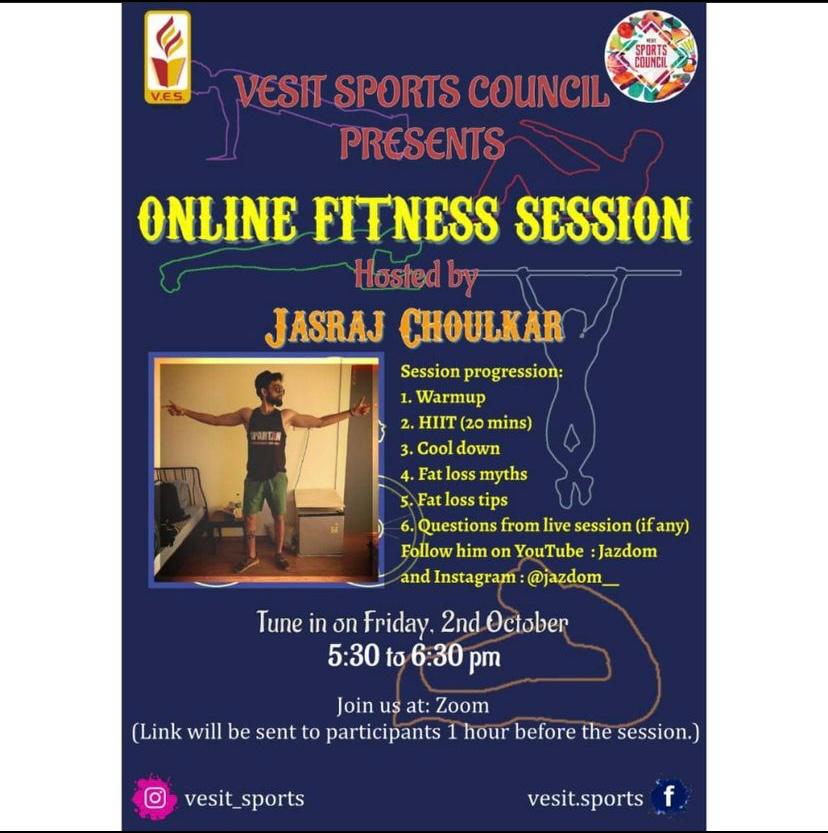 V.E.S.
VESIT
SPORTS
COUNCIL
VESIT SPORTS COUNCIL
PRESENTS
ONLINE FITNESS SESSION
Hosted by
JASRAJ CHOULKAR
SPARTAN
Session progression:
1. Warmup
2. HIIT (20 mins)
3. Cool down
4. Fat loss myths
5. Fat loss tips
6. Questions from live session (if any)
Follow him on YouTube : Jazdom
and Instagram : @jazdom__
Tune in on Friday, 2nd October
5:30 to 6:30 pm
Join us at: Zoom
(Link will be sent to participants 1 hour before the session.)
vesit_sports
vesit.sports f